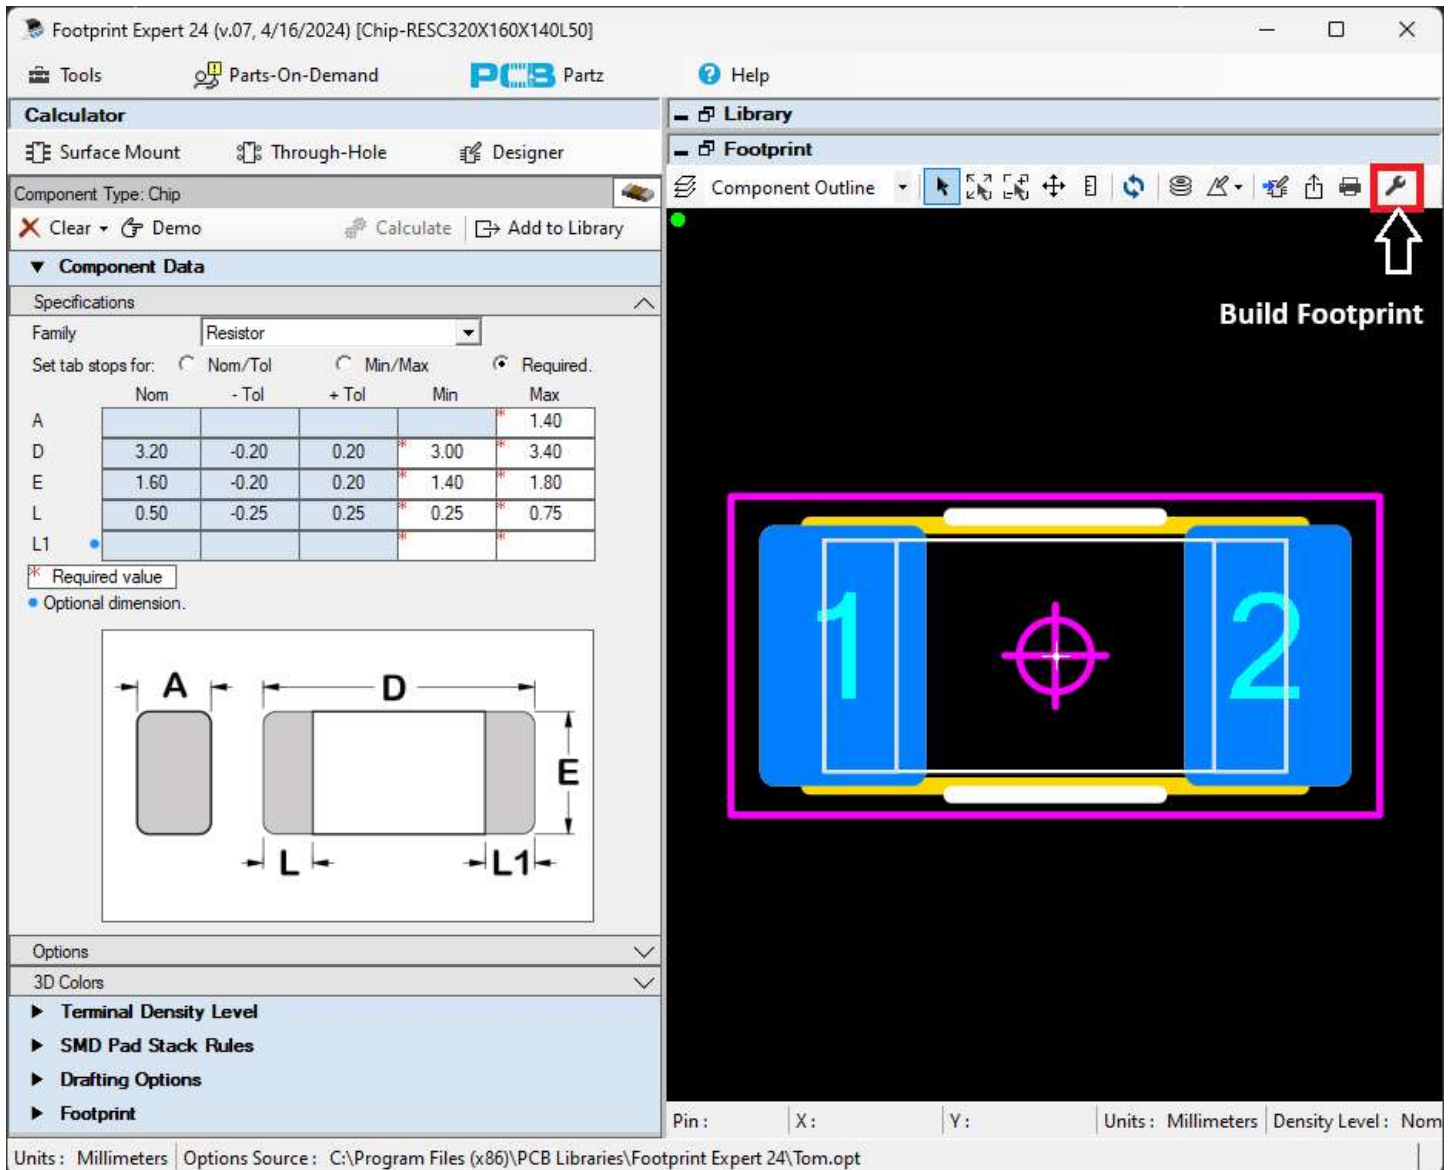 Footprint Expert 24 (v.07, 4/16/2024) [Chip-RESC320X160X140L50]
Tools Parts-On-Demand PCB Partz Help
Calculator
Surface Mount Through-Hole Designer
Component Type: Chip
Clear Demo Calculate Add to Library
Component Data
Specifications
Family Resistor
Set tab stops for: Nom/Tol Min/Max Required.
Nom - Tol + Tol Min Max
A * 1.40
D 3.20 -0.20 0.20 * 3.00 * 3.40
E 1.60 -0.20 0.20 * 1.40 * 1.80
L 0.50 -0.25 0.25 * 0.25 * 0.75
L1 * *
* Required value
Optional dimension.
A D
E
L L1
Options
3D Colors
Terminal Density Level
SMD Pad Stack Rules
Drafting Options
Footprint
Library
Footprint
Component Outline
Build Footprint
1 2
Pin : X : Y : Units : Millimeters Density Level : Nom
Units : Millimeters Options Source : C:\Program Files (x86)\PCB Libraries\Footprint Expert 24\Tom.opt